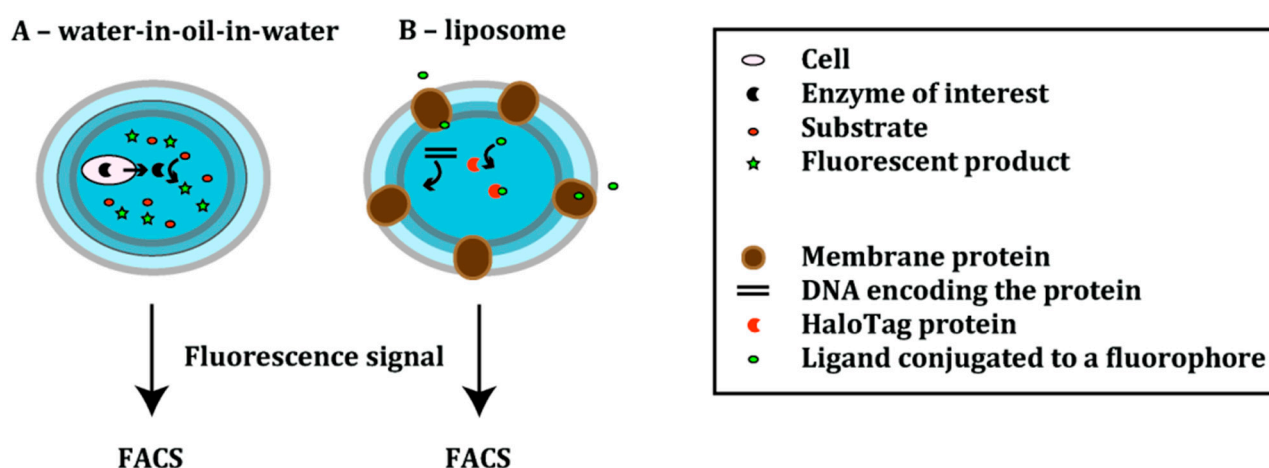 A – water-in-oil-in-water
B – liposome
Fluorescence signal
FACS
FACS
Cell
Enzyme of interest
Substrate
Fluorescent product
Membrane protein
DNA encoding the protein
HaloTag protein
Ligand conjugated to a fluorophore